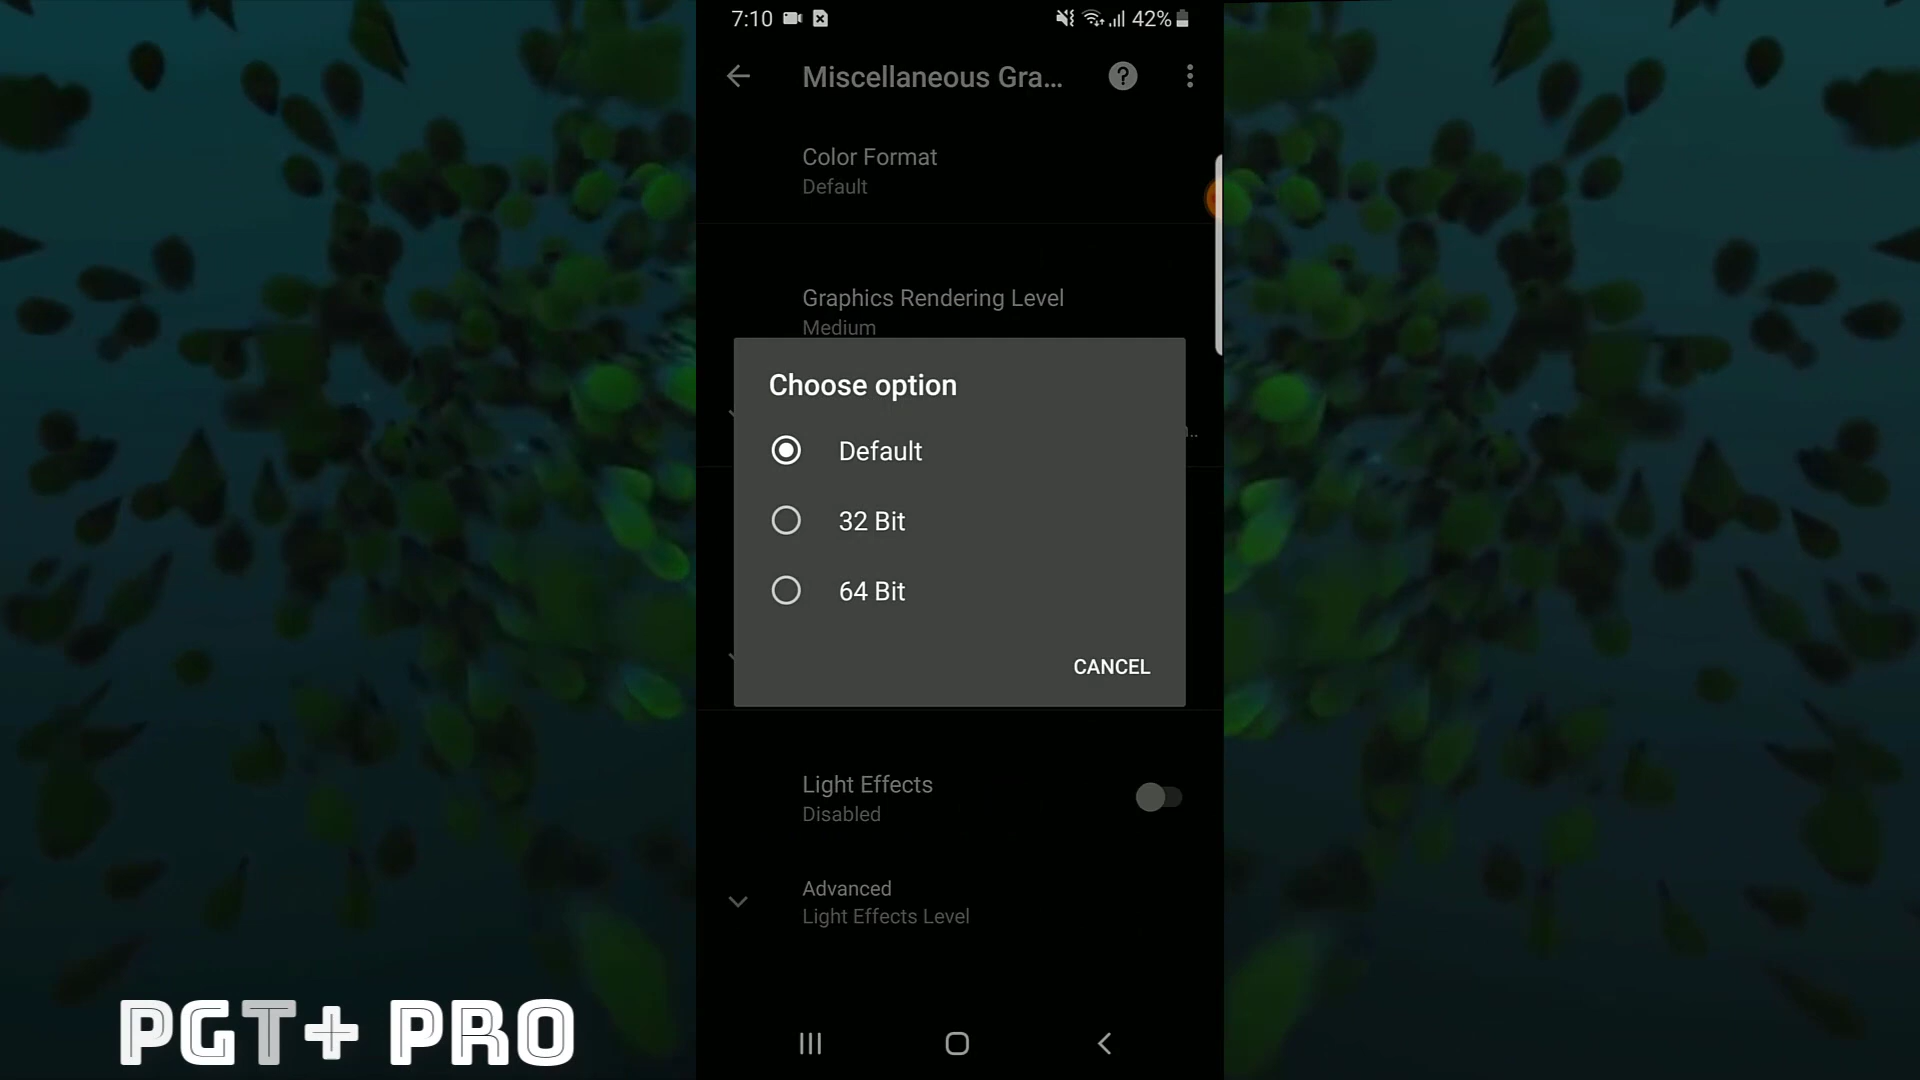 7:10
42%
Miscellaneous Gra...
Color Format
Default
Graphics Rendering Level
Medium
Choose option
Default
32 Bit
64 Bit
CANCEL
Light Effects
Disabled
Advanced
Light Effects Level
PGT+ PRO